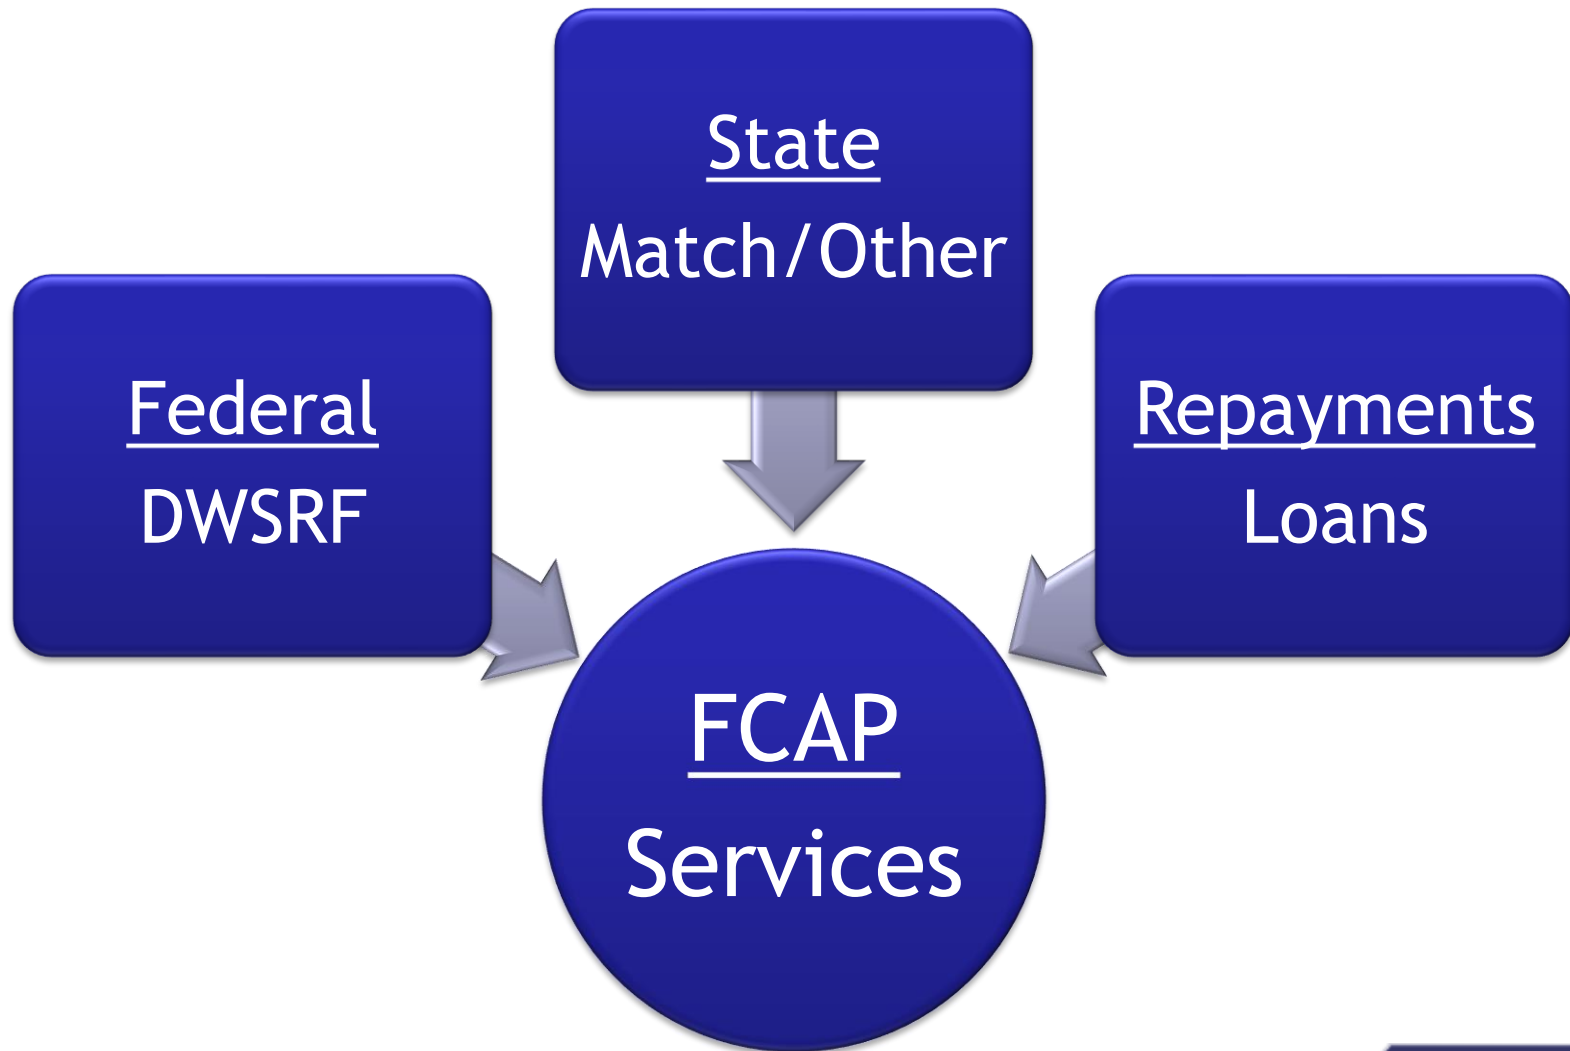 State
Match/Other
Federal
DWSRF
Repayments
Loans
FCAP
Services